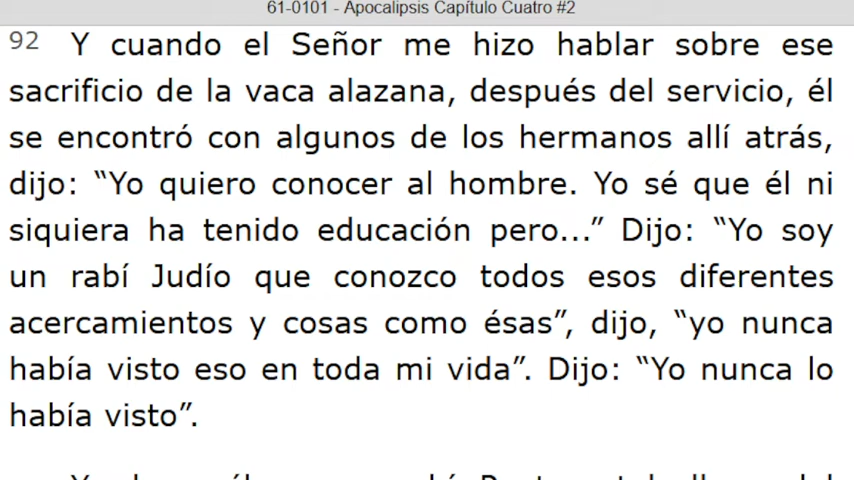 61-0101 - Apocalipsis Capítulo Cuatro #2
92 Y cuando el Señor me hizo hablar sobre ese
sacrificio de la vaca alazana, después del servicio, él
se encontró con algunos de los hermanos allí atrás,
dijo: “Yo quiero conocer al hombre. Yo sé que él ni
siquiera ha tenido educación pero...” Dijo: “Yo soy
un rabí Judío que conozco todos esos diferentes
acercamientos y cosas como ésas”, dijo, “yo nunca
había visto eso en toda mi vida”. Dijo: “Yo nunca lo
había visto”.